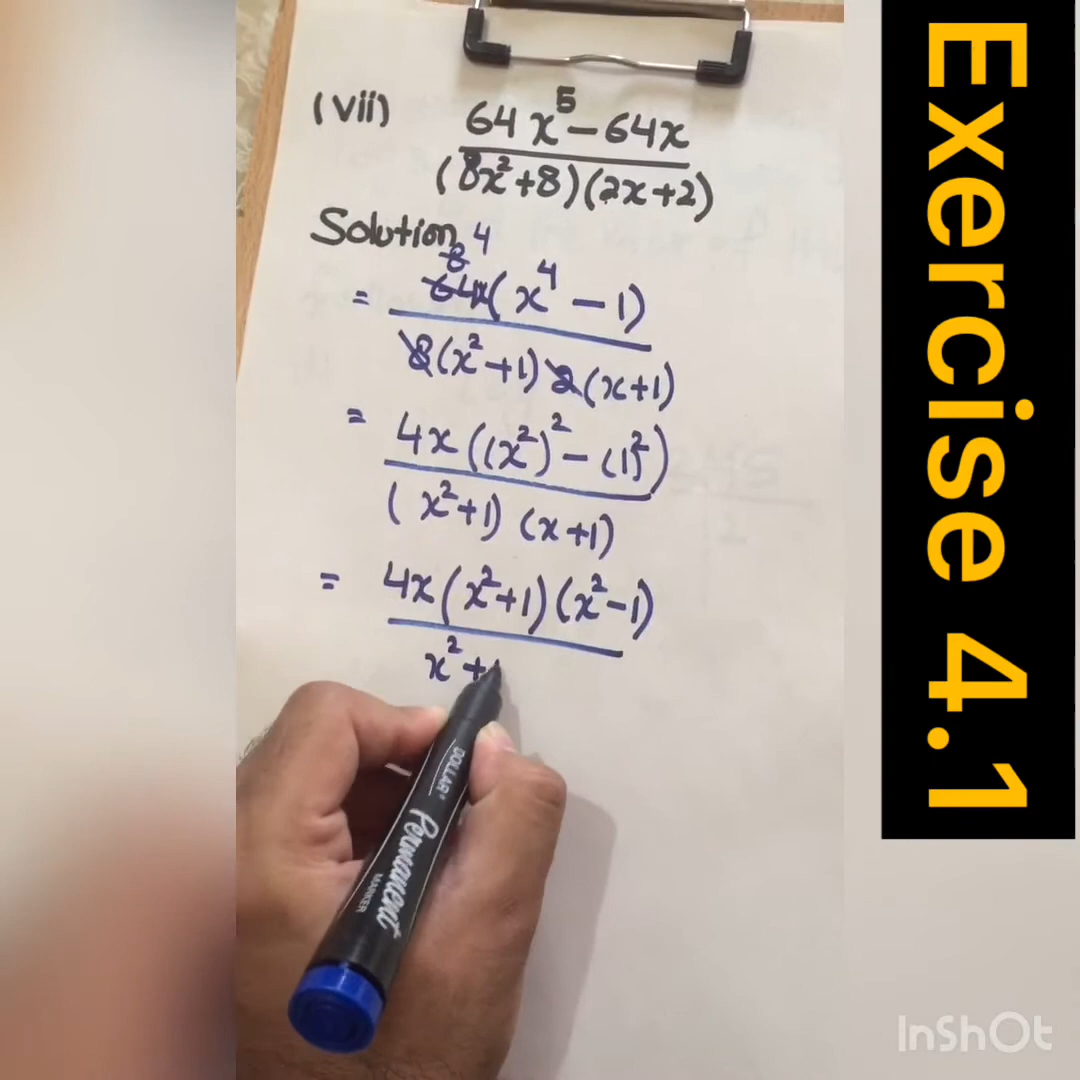 (vii) 64x⁵ - 64x
(8x² + 8)(2x + 2)
Solution
8 4
= 64x(x⁴ - 1)
8(x² + 1) 2(x + 1)
= 4x((x²)² - (1)²)
(x² + 1) (x + 1)
= 4x(x² + 1)(x² - 1)
x² +
DOLLAR
Permanent
MARKER
Exercise 4.1
InShOt